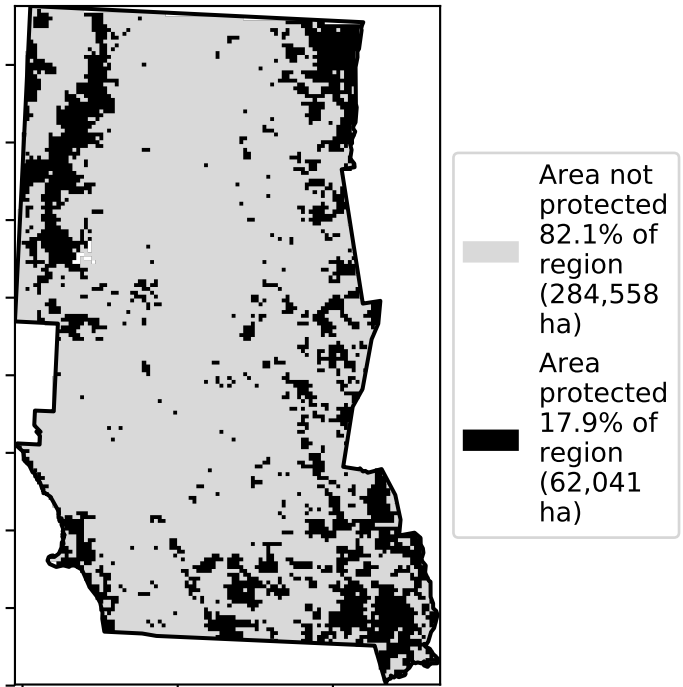 Area not
protected
82.1% of
region
(284,558
ha)
Area
protected
17.9% of
region
(62,041
ha)